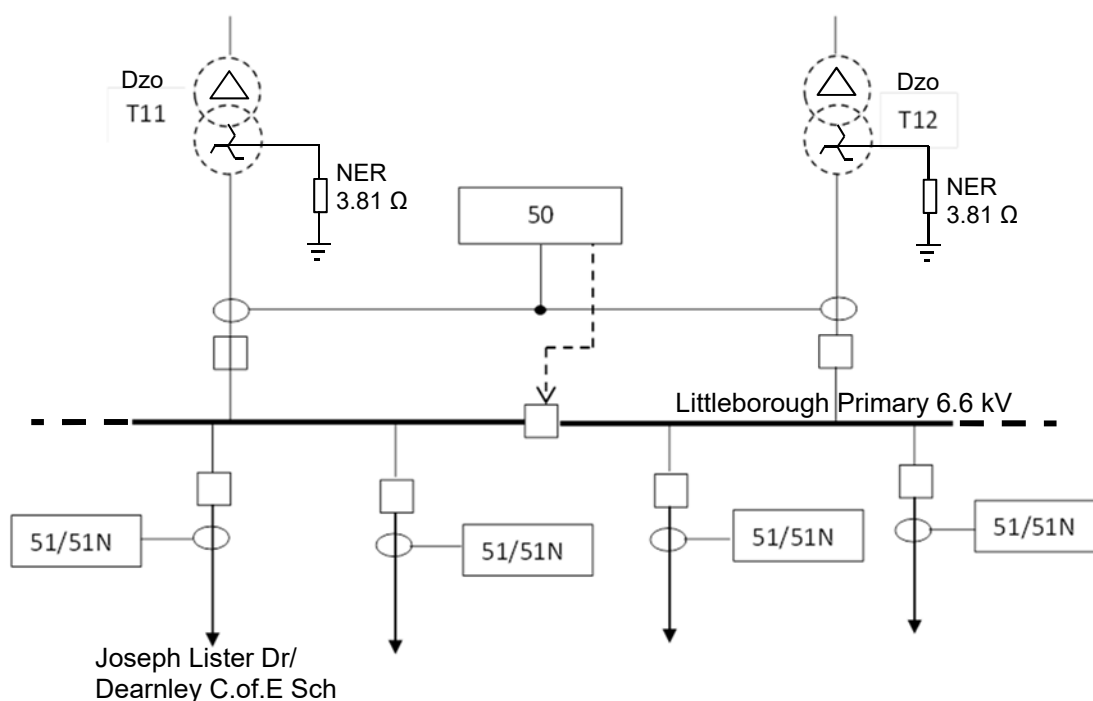 Dzo
T11
NER
3.81 Ω
50
Dzo
T12
NER
3.81 Ω
Littleborough Primary 6.6 kV
51/51N
51/51N
51/51N
51/51N
Joseph Lister Dr/
Dearnley C.of.E Sch